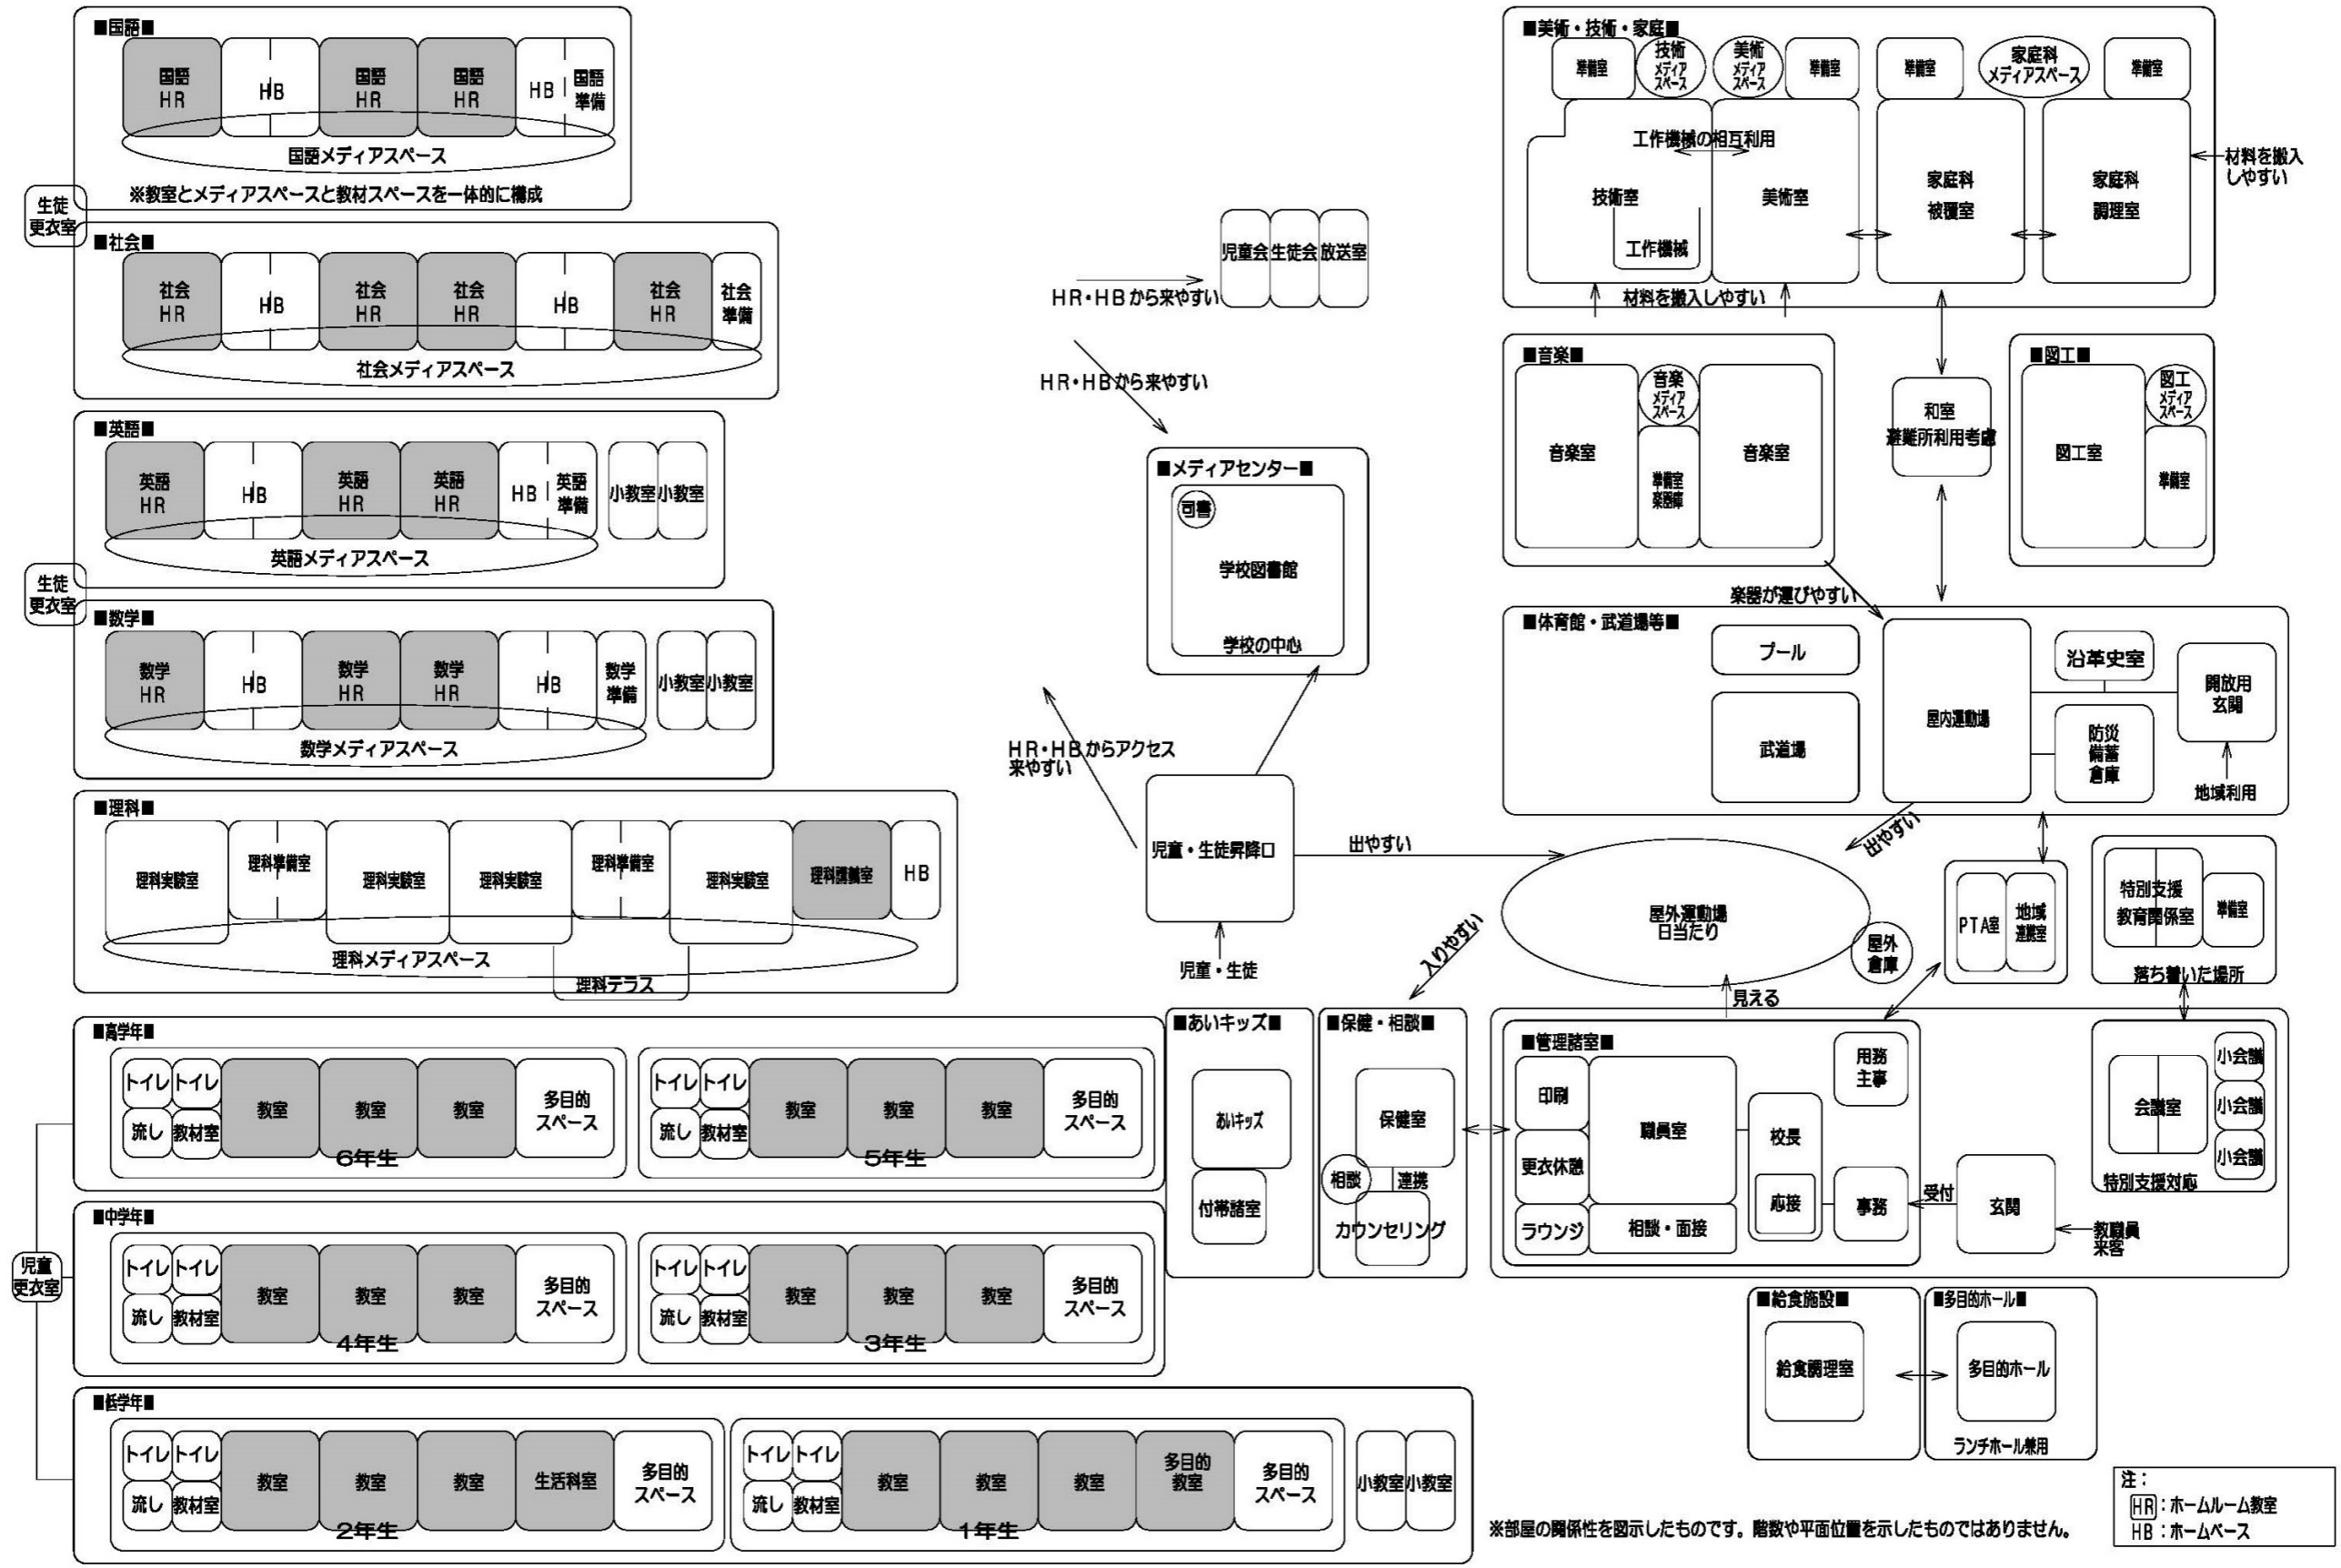 ■国語■
国語
HR
HB
国語
HR
国語
HR
HB
国語
準備
国語メディアスペース
※教室とメディアスペースと教材スペースを一体的に構成
生徒
更衣室
■社会■
社会
HR
HB
社会
HR
社会
HR
HB
社会
HR
社会
準備
社会メディアスペース
■英語■
英語
HR
HB
英語
HR
英語
HR
HB
英語
準備
小教室
小教室
英語メディアスペース
生徒
更衣室
■数学■
数学
HR
HB
数学
HR
数学
HR
HB
数学
準備
小教室
小教室
数学メディアスペース
■理科■
理科実験室
理科準備室
理科実験室
理科実験室
理科準備室
理科実験室
理科講義室
HB
理科メディアスペース
理科テラス
■高学年■
トイレ
トイレ
流し
教材室
教室
教室
教室
多目的
スペース
6年生
トイレ
トイレ
流し
教材室
教室
教室
教室
多目的
スペース
5年生
■中学年■
トイレ
トイレ
流し
教材室
教室
教室
教室
多目的
スペース
4年生
トイレ
トイレ
流し
教材室
教室
教室
教室
多目的
スペース
3年生
児童
更衣室
■低学年■
トイレ
トイレ
流し
教材室
教室
教室
教室
生活科室
多目的
スペース
2年生
トイレ
トイレ
流し
教材室
教室
教室
教室
多目的
教室
多目的
スペース
1年生
小教室
小教室
児童会
生徒会
放送室
HR・HBから来やすい
HR・HBから来やすい
■メディアセンター■
司書
学校図書館
学校の中心
HR・HBからアクセス
来やすい
児童・生徒昇降口
児童・生徒
出やすい
■美術・技術・家庭■
準備室
技術
メディア
スペース
美術
メディア
スペース
準備室
準備室
家庭科
メディアスペース
準備室
工作機械の相互利用
技術室
工作機械
美術室
家庭科
被覆室
家庭科
調理室
材料を搬入
しやすい
材料を搬入しやすい
■音楽■
音楽室
音楽
メディア
スペース
準備室
楽器庫
音楽室
楽器が運びやすい
和室
避難所利用考慮
■図工■
図工室
図工
メディア
スペース
準備室
■体育館・武道場等■
プール
武道場
屋内運動場
沿革史室
防災
備蓄
倉庫
開放用
玄関
地域利用
出やすい
屋外運動場
日当たり
屋外
倉庫
入りやすい
見える
PTA室
地域
連携室
特別支援
教育関係室
準備室
落ち着いた場所
■あいキッズ■
あいキッズ
付帯諸室
■保健・相談■
保健室
相談
連携
カウンセリング
■管理諸室■
印刷
更衣休憩
ラウンジ
職員室
相談・面接
校長
応接
用務
主事
事務
受付
玄関
教職員
来客
会議室
小会議
小会議
小会議
特別支援対応
■給食施設■
給食調理室
■多目的ホール■
多目的ホール
ランチホール兼用
※部屋の関係性を図示したものです。階数や平面位置を示したものではありません。
注：
HR：ホームルーム教室
HB：ホームベース